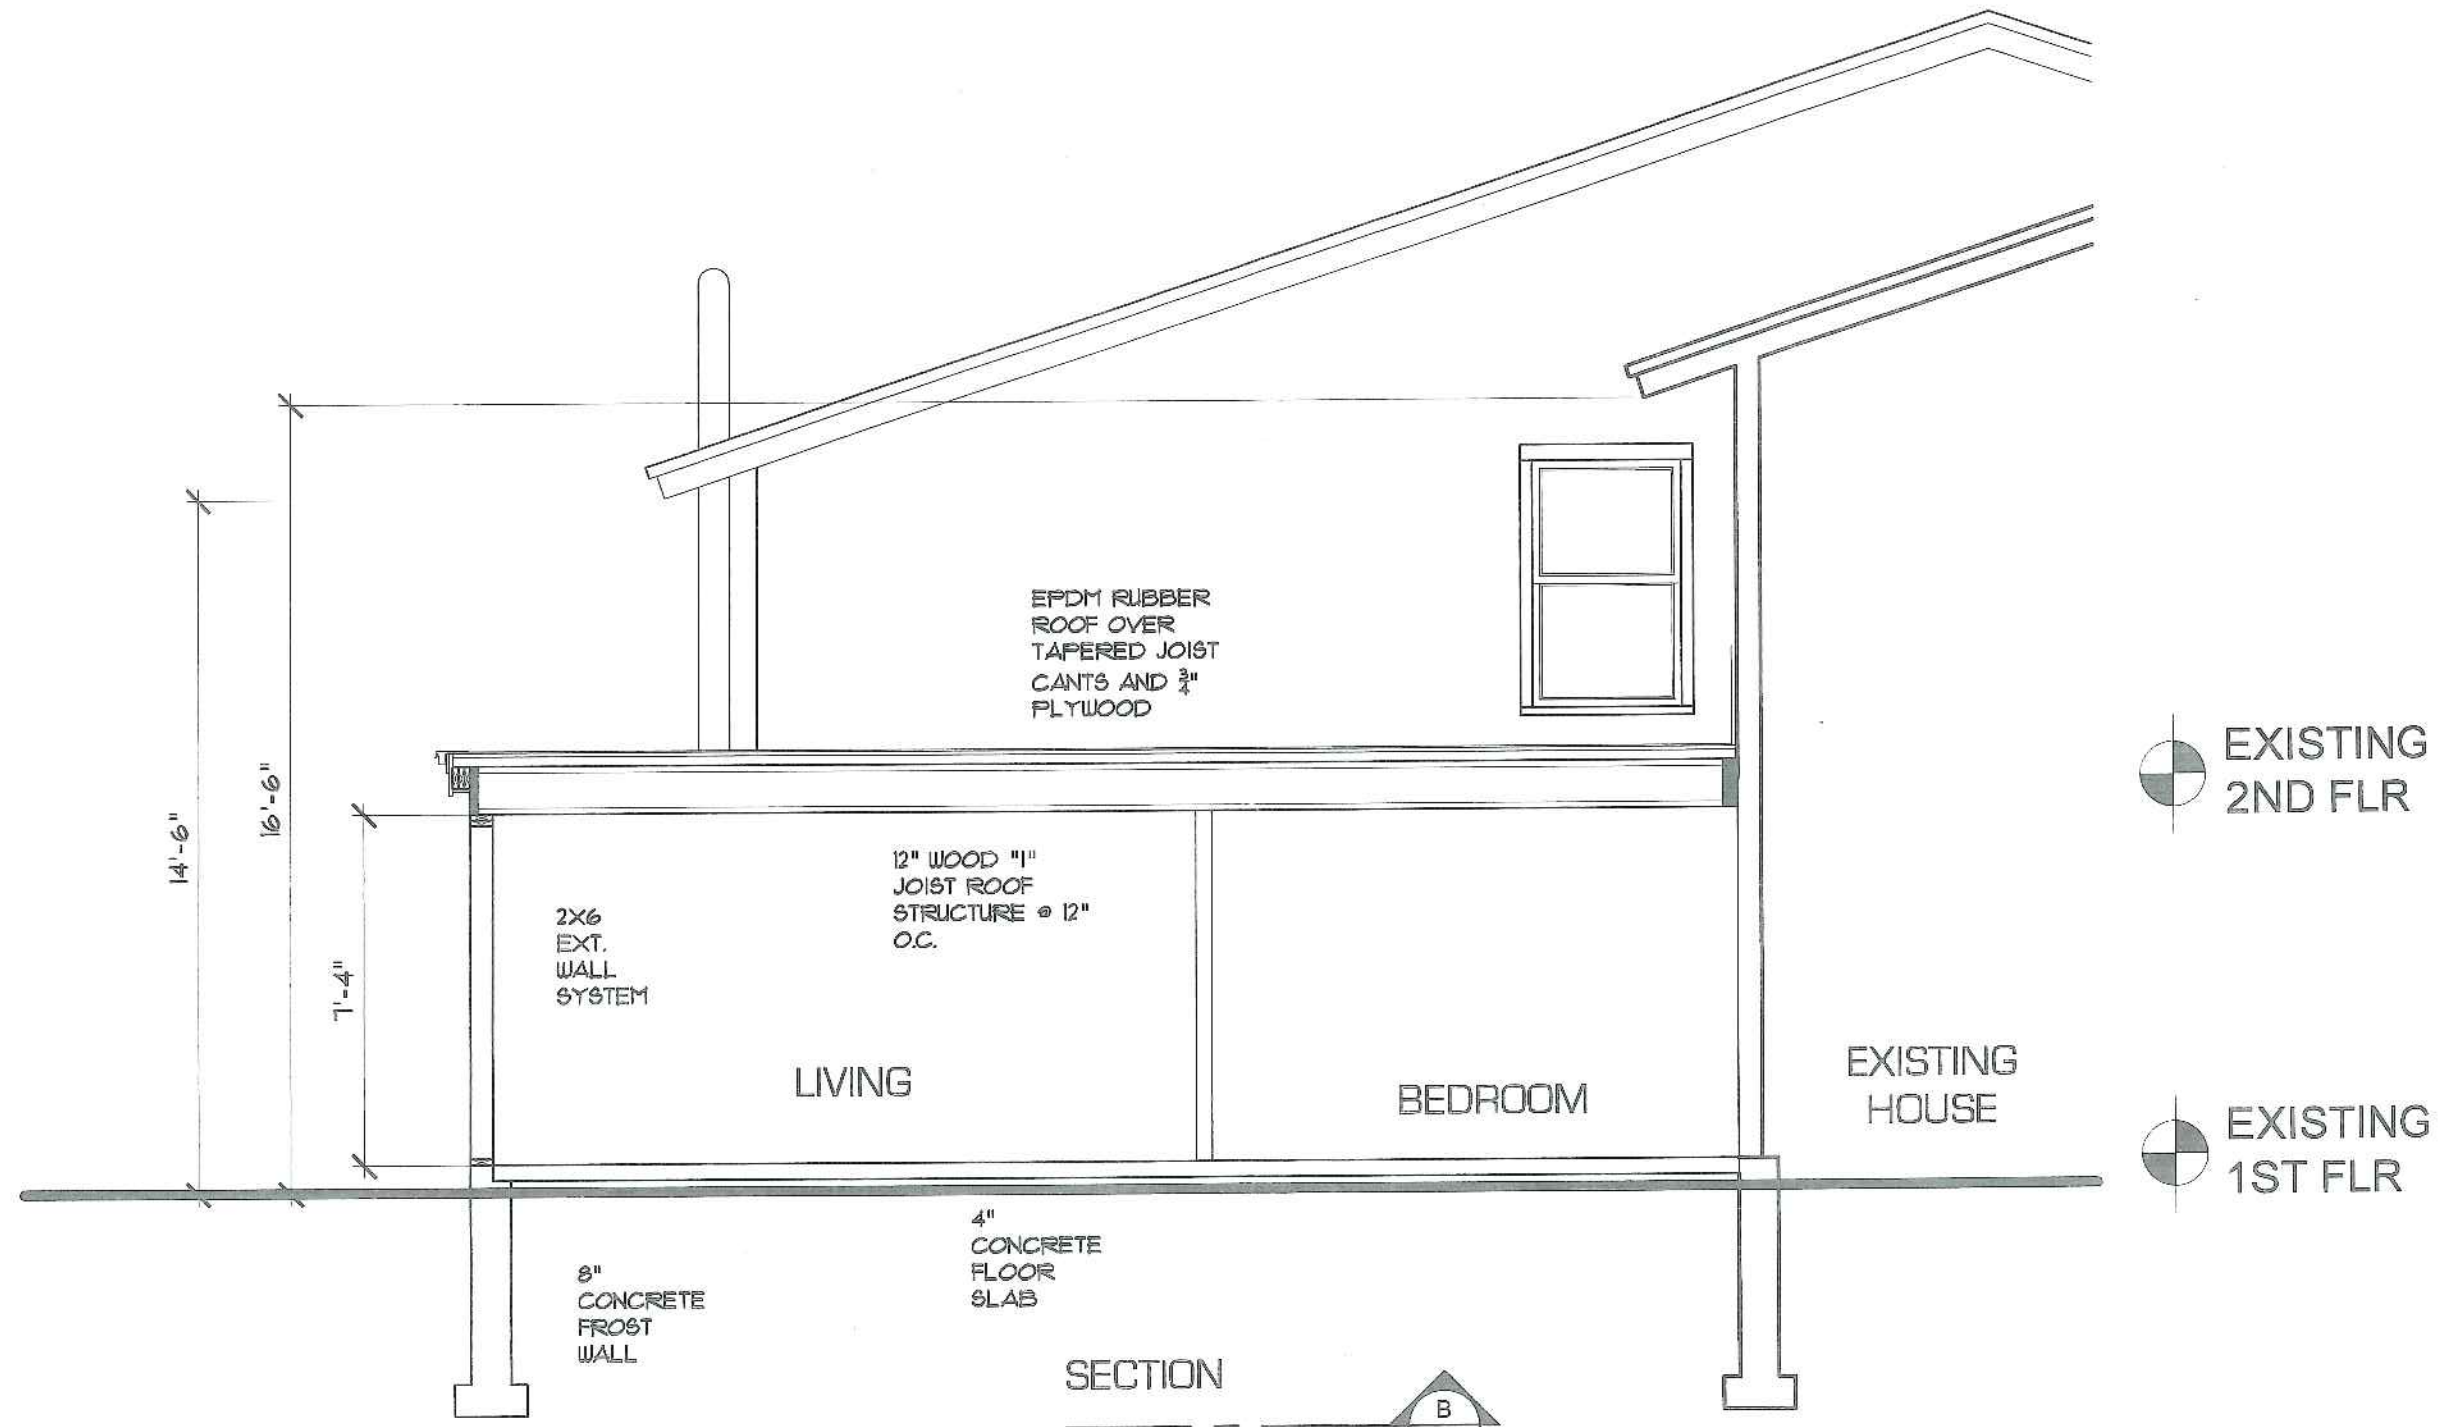 EPDM RUBBER
ROOF OVER
TAPERED JOIST
CANTS AND 3/4"
PLYWOOD
EXISTING
2ND FLR
14'-6"
16'-6"
7'-4"
12" WOOD "I"
JOIST ROOF
STRUCTURE @ 12"
O.C.
2X6
EXT.
WALL
SYSTEM
LIVING
BEDROOM
EXISTING
HOUSE
EXISTING
1ST FLR
4"
CONCRETE
FLOOR
SLAB
8"
CONCRETE
FROST
WALL
SECTION
B